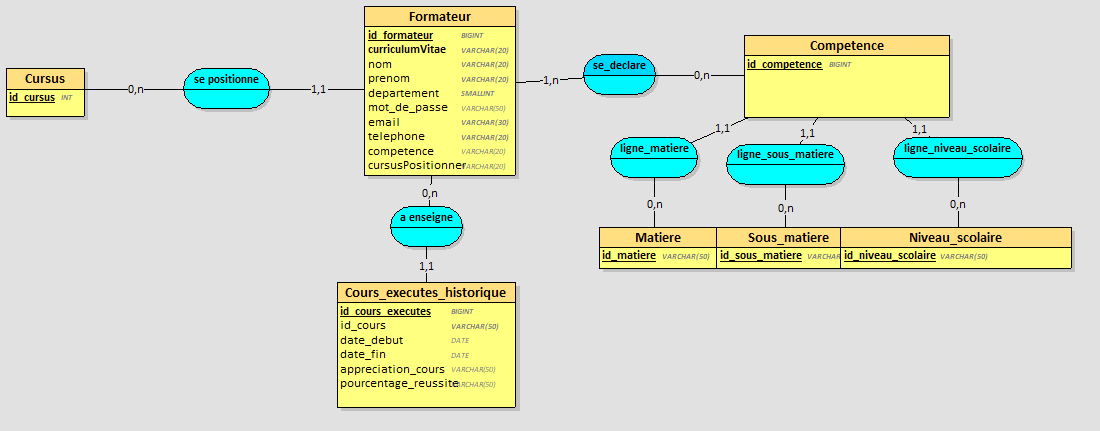 Cursus
id_cursus INT
0,n
se positionne
1,1
Formateur
id_formateur BIGINT
curriculumVitae VARCHAR(20)
nom VARCHAR(20)
prenom VARCHAR(20)
departement SMALLINT
mot_de_passe VARCHAR(50)
email VARCHAR(30)
telephone VARCHAR(20)
competence VARCHAR(20)
cursusPositionner VARCHAR(20)
1,n
se_declare
0,n
Competence
id_competence BIGINT
1,1
1,1
1,1
ligne_matiere
ligne_sous_matiere
ligne_niveau_scolaire
0,n
0,n
0,n
Matiere
id_matiere VARCHAR(50)
Sous_matiere
id_sous_matiere VARCHAR
Niveau_scolaire
id_niveau_scolaire VARCHAR(50)
0,n
a enseigne
1,1
Cours_executes_historique
id_cours_executes BIGINT
id_cours VARCHAR(50)
date_debut DATE
date_fin DATE
appreciation_cours VARCHAR(50)
pourcentage_reussite VARCHAR(50)